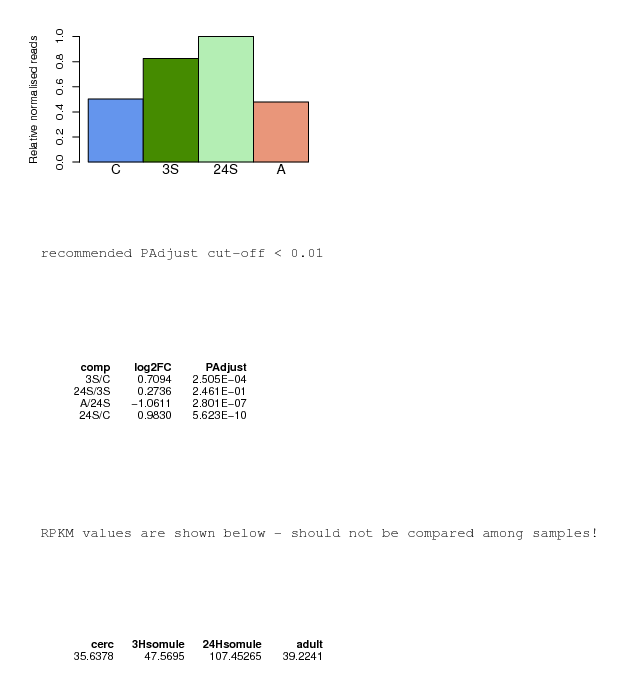 Relative normalised reads
1.0
0.8
0.6
0.4
0.2
0.0
C 3S 24S A
recommended PAdjust cut-off < 0.01
comp log2FC PAdjust
3S/C 0.7094 2.505E-04
24S/3S 0.2736 2.461E-01
A/24S -1.0611 2.801E-07
24S/C 0.9830 5.623E-10
RPKM values are shown below - should not be compared among samples!
cerc 3Hsomule 24Hsomule adult
35.6378 47.5695 107.45265 39.2241